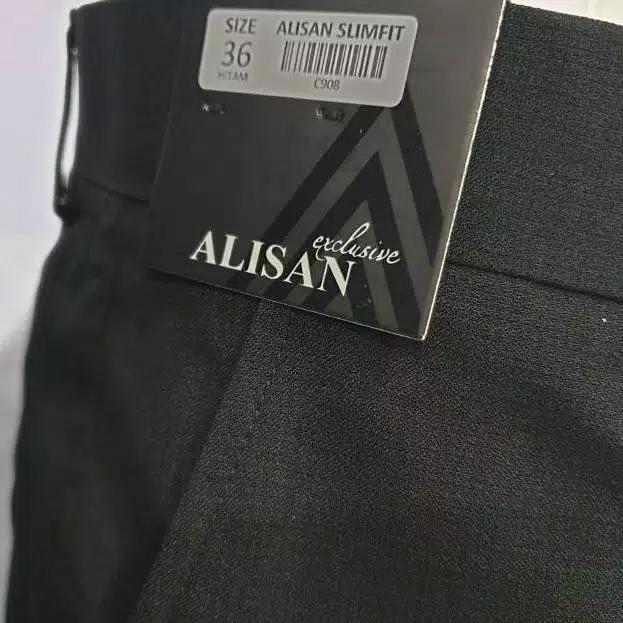 SIZE
36
HITAM
ALISAN SLIMFIT
C908
exclusive
ALISAN